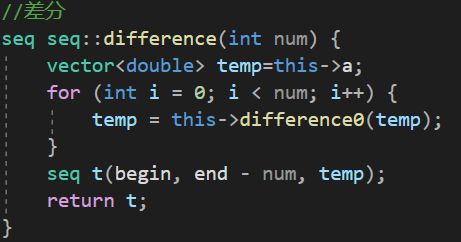 //差分
seq seq::difference(int num) {
    vector<double> temp=this->a;
    for (int i = 0; i < num; i++) {
        temp = this->difference0(temp);
    }
    seq t(begin, end - num, temp);
    return t;
}